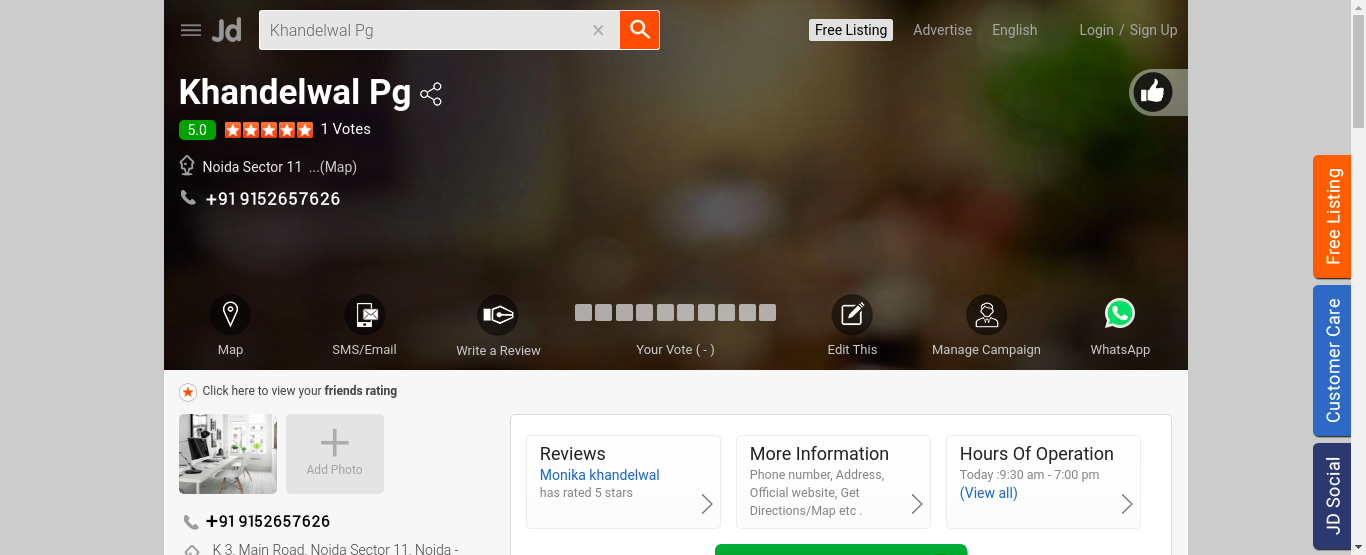 Jd
Khandelwal Pg
Free Listing
Advertise
English
Login / Sign Up
Khandelwal Pg
5.0
1 Votes
Noida Sector 11 ...(Map)
+91 9152657626
Map
SMS/Email
Write a Review
Your Vote ( - )
Edit This
Manage Campaign
WhatsApp
Click here to view your friends rating
Add Photo
+91 9152657626
K 3, Main Road, Noida Sector 11, Noida -
Reviews
Monika khandelwal
has rated 5 stars
More Information
Phone number, Address,
Official website, Get
Directions/Map etc .
Hours Of Operation
Today :9:30 am - 7:00 pm
(View all)
Free Listing
Customer Care
JD Social